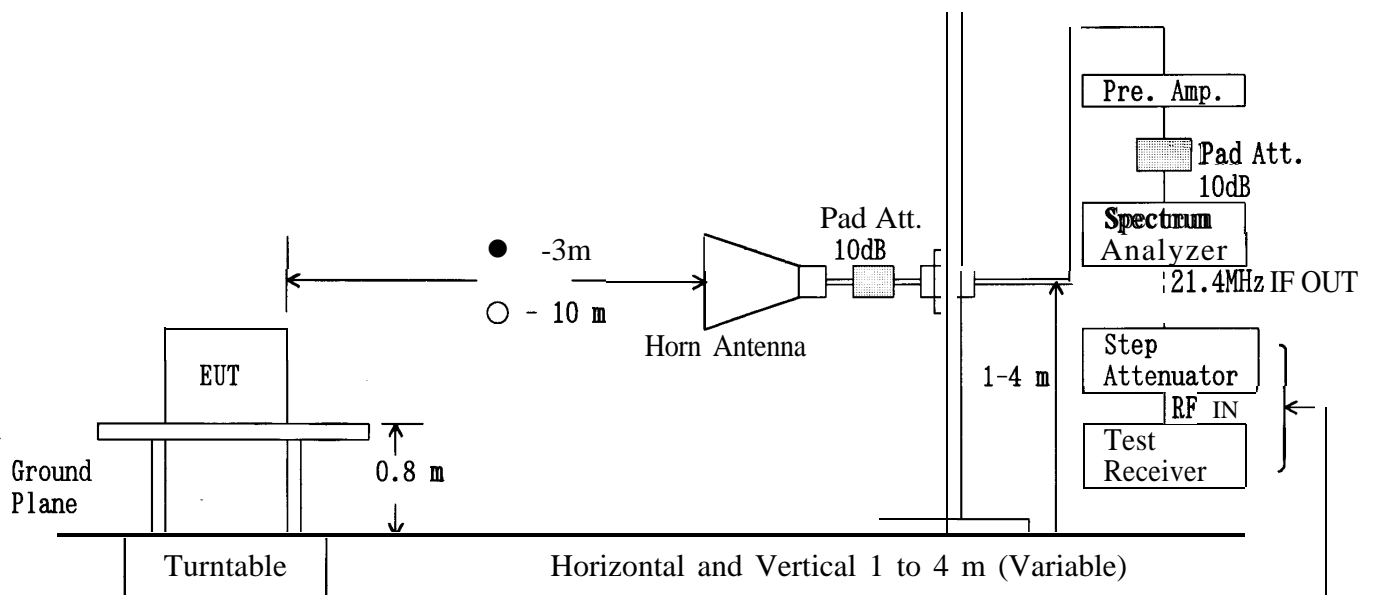 Pre. Amp.
Pad Att.
10dB
Spectrum
Analyzer
21.4MHz IF OUT
Pad Att.
10dB
-3m
- 10 m
Horn Antenna
EUT
1-4 m
Step
Attenuator
RF IN
Test
Receiver
0.8 m
Ground
Plane
Turntable
Horizontal and Vertical 1 to 4 m (Variable)